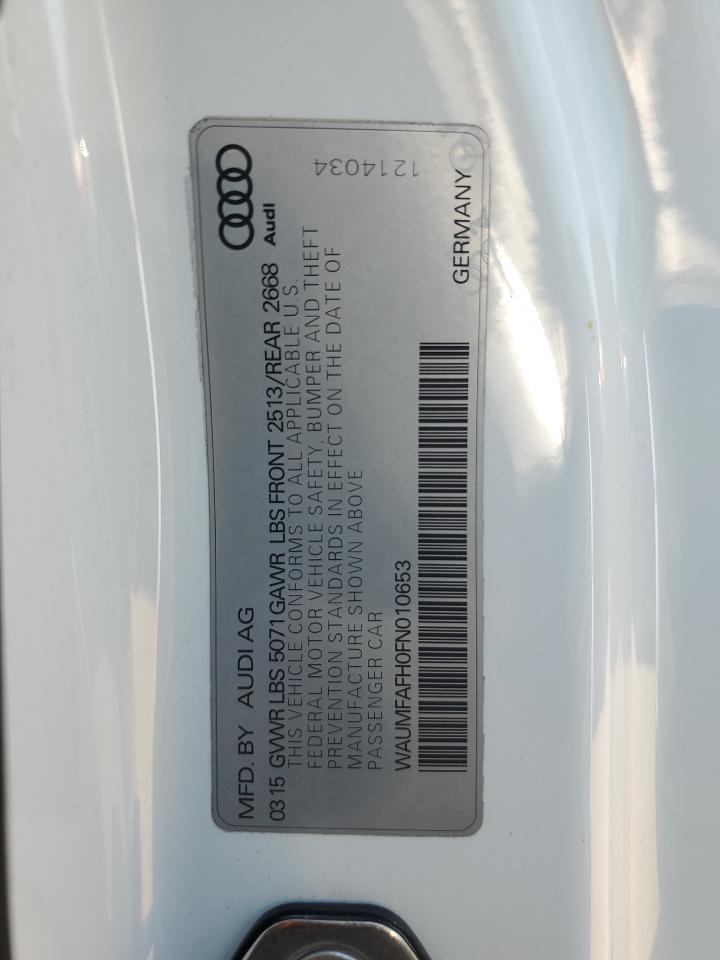 MFD. BY AUDI AG
Audi
03 15 GVWR LBS 5071 GAWR LBS FRONT 2513/REAR 2668
THIS VEHICLE CONFORMS TO ALL APPLICABLE U.S.
FEDERAL MOTOR VEHICLE SAFETY, BUMPER AND THEFT
PREVENTION STANDARDS IN EFFECT ON THE DATE OF
MANUFACTURE SHOWN ABOVE
PASSENGER CAR
1214034
WAUMFAFH0FN010653
GERMANY